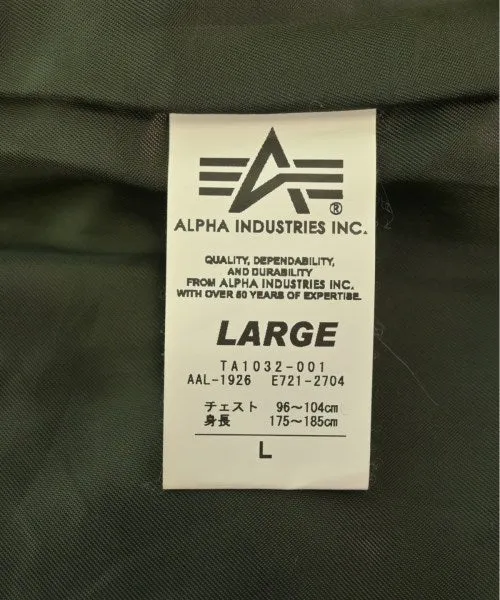 ®
ALPHA INDUSTRIES INC.
QUALITY, DEPENDABILITY,
AND DURABILITY
FROM ALPHA INDUSTRIES INC.
WITH OVER 50 YEARS OF EXPERTISE.
LARGE
TA1032-001
AAL-1926 E721-2704
チェスト 96〜104cm
身長 175〜185cm
L